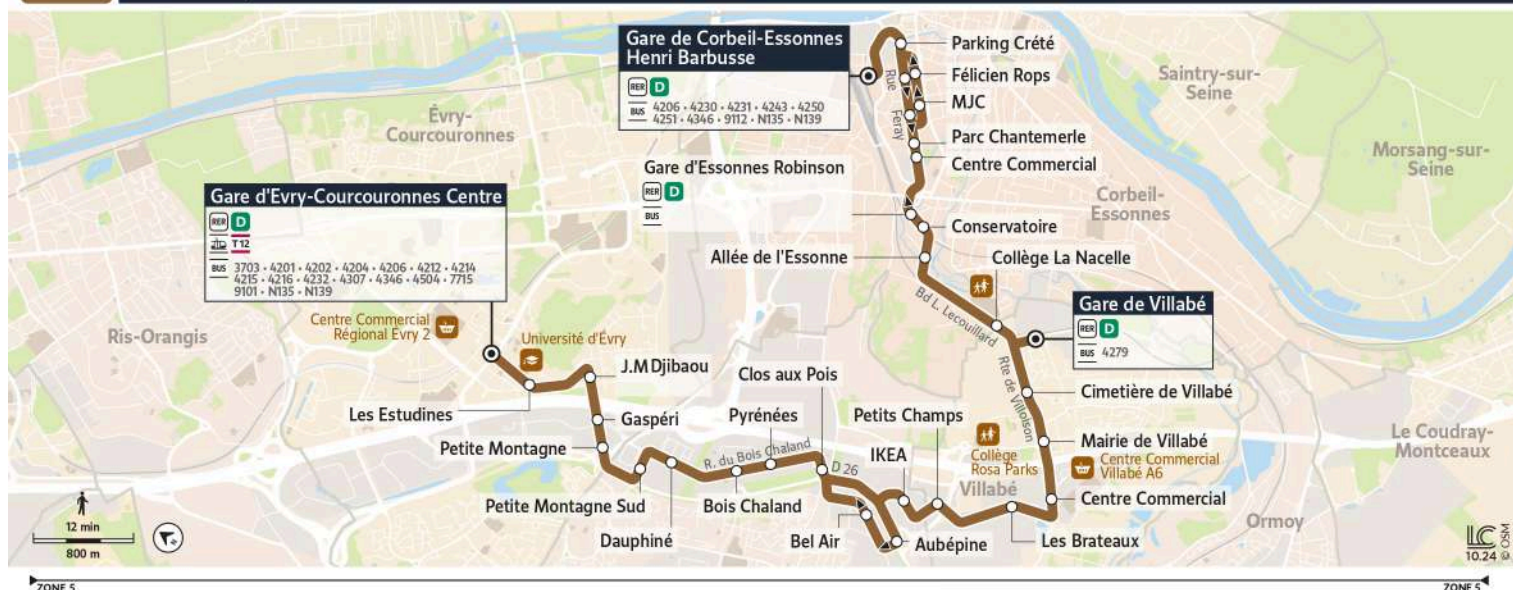 Gare de Corbeil-Essonnes
Henri Barbusse
RER D
BUS 4206 • 4230 • 4231 • 4243 • 4250
4251 • 4346 • 9112 • N135 • N139
Parking Crété
Félicien Rops
MJC
Parc Chantemerle
Centre Commercial
Rue Feray
Saintry-sur-
Seine
Morsang-sur-
Seine
Évry-
Courcouronnes
Corbeil-
Essonnes
Gare d'Essonnes Robinson
RER D
BUS
Conservatoire
Allée de l'Essonne
Collège La Nacelle
Bd L. Lecouillard
Gare d'Evry-Courcouronnes Centre
RER D
T12
BUS 3703 • 4201 • 4202 • 4204 • 4206 • 4212 • 4214
4215 • 4216 • 4232 • 4307 • 4346 • 4504 • 7715
9101 • N135 • N139
Gare de Villabé
RER D
BUS 4279
Ris-Orangis
Centre Commercial
Régional Evry 2
Université d'Évry
J.M Djibaou
Les Estudines
Gaspéri
Petite Montagne
Petite Montagne Sud
Dauphiné
R. du Bois Chaland
Bois Chaland
Pyrénées
Clos aux Pois
D 26
Bel Air
Aubépine
IKEA
Petits Champs
Villabé
Les Brateaux
Centre Commercial
Collège
Rosa Parks
Centre Commercial
Villabé A6
Mairie de Villabé
Cimetière de Villabé
Rte de Villoison
Le Coudray-
Montceaux
Ormoy
12 min
800 m
LC
10.24
© OSM
ZONE 5
ZONE 5